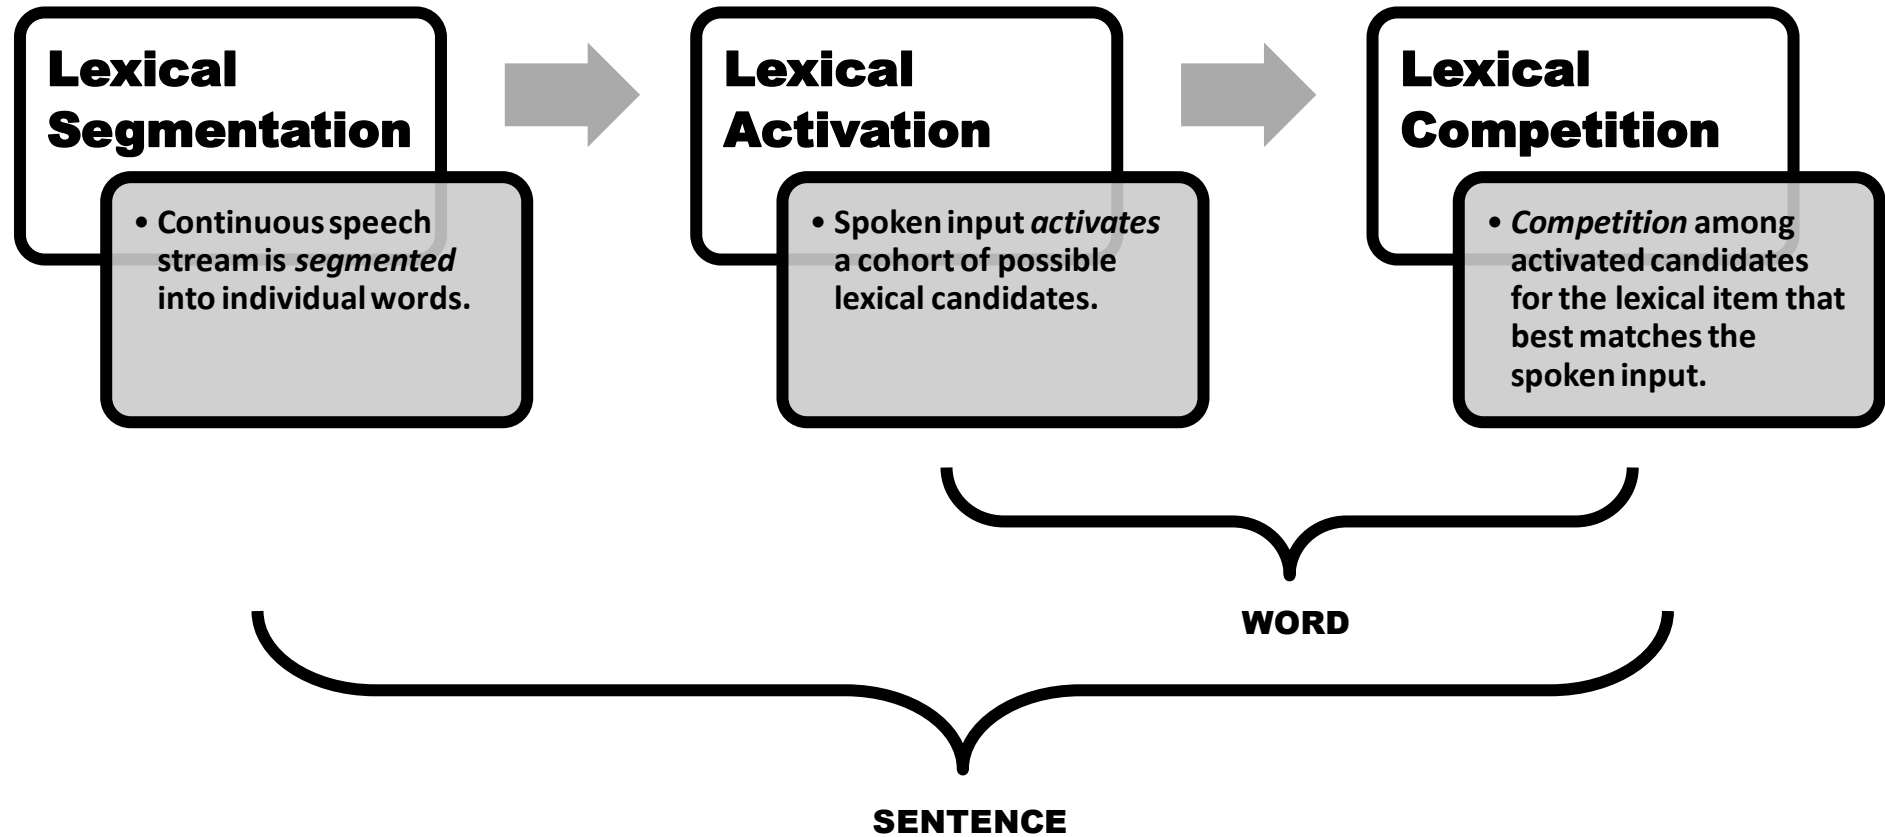 Lexical
Segmentation
• Continuous speech
stream is segmented
into individual words.
Lexical
Activation
• Spoken input activates
a cohort of possible
lexical candidates.
Lexical
Competition
• Competition among
activated candidates
for the lexical item that
best matches the
spoken input.
WORD
SENTENCE